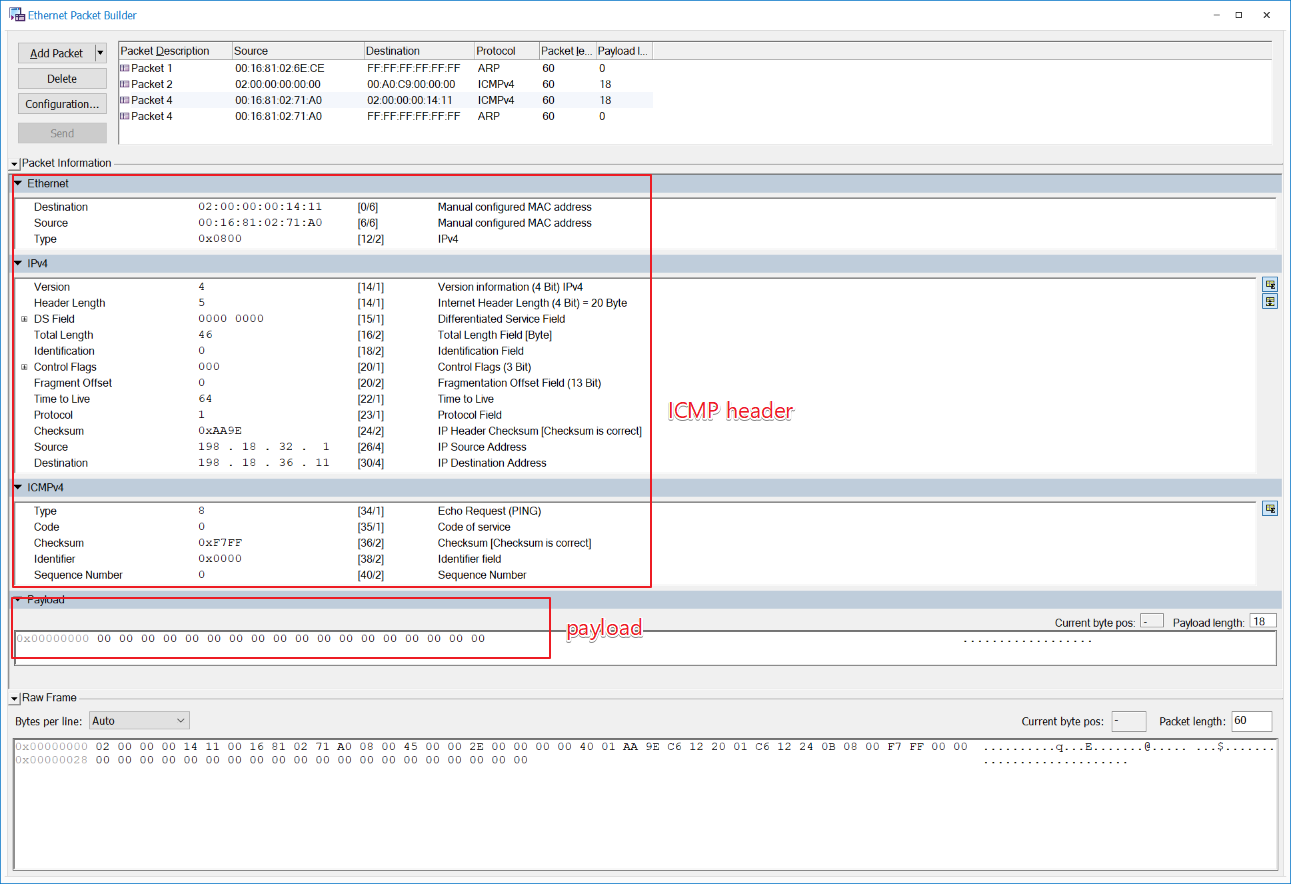 Ethernet Packet Builder
Add Packet
Delete
Configuration...
Send
Packet Description Source Destination Protocol Packet le... Payload l...
Packet 1 00:16:81:02:6E:CE FF:FF:FF:FF:FF:FF ARP 60 0
Packet 2 02:00:00:00:00:00 00:A0:C9:00:00:00 ICMPv4 60 18
Packet 4 00:16:81:02:71:A0 02:00:00:00:14:11 ICMPv4 60 18
Packet 4 00:16:81:02:71:A0 FF:FF:FF:FF:FF:FF ARP 60 0
Packet Information
Ethernet
Destination 02:00:00:00:14:11 [0/6] Manual configured MAC address
Source 00:16:81:02:71:A0 [6/6] Manual configured MAC address
Type 0x0800 [12/2] IPv4
IPv4
Version 4 [14/1] Version information (4 Bit) IPv4
Header Length 5 [14/1] Internet Header Length (4 Bit) = 20 Byte
DS Field 0000 0000 [15/1] Differentiated Service Field
Total Length 46 [16/2] Total Length Field [Byte]
Identification 0 [18/2] Identification Field
Control Flags 000 [20/1] Control Flags (3 Bit)
Fragment Offset 0 [20/2] Fragmentation Offset Field (13 Bit)
Time to Live 64 [22/1] Time to Live
Protocol 1 [23/1] Protocol Field
Checksum 0xAA9E [24/2] IP Header Checksum [Checksum is correct]
Source 198 . 18 . 32 . 1 [26/4] IP Source Address
Destination 198 . 18 . 36 . 11 [30/4] IP Destination Address
ICMP header
ICMPv4
Type 8 [34/1] Echo Request (PING)
Code 0 [35/1] Code of service
Checksum 0xF7FF [36/2] Checksum [Checksum is correct]
Identifier 0x0000 [38/2] Identifier field
Sequence Number 0 [40/2] Sequence Number
Payload
payload
Current byte pos: - Payload length: 18
0x00000000 00 00 00 00 00 00 00 00 00 00 00 00 00 00 00 00 00 00 ..................
Raw Frame
Bytes per line: Auto Current byte pos: - Packet length: 60
0x00000000 02 00 00 00 14 11 00 16 81 02 71 A0 08 00 45 00 00 2E 00 00 00 00 40 01 AA 9E C6 12 20 01 C6 12 24 0B 08 00 F7 FF 00 00 ..........q...E.......@..... ...$.......
0x00000028 00 00 00 00 00 00 00 00 00 00 00 00 00 00 00 00 00 00 00 00 ....................